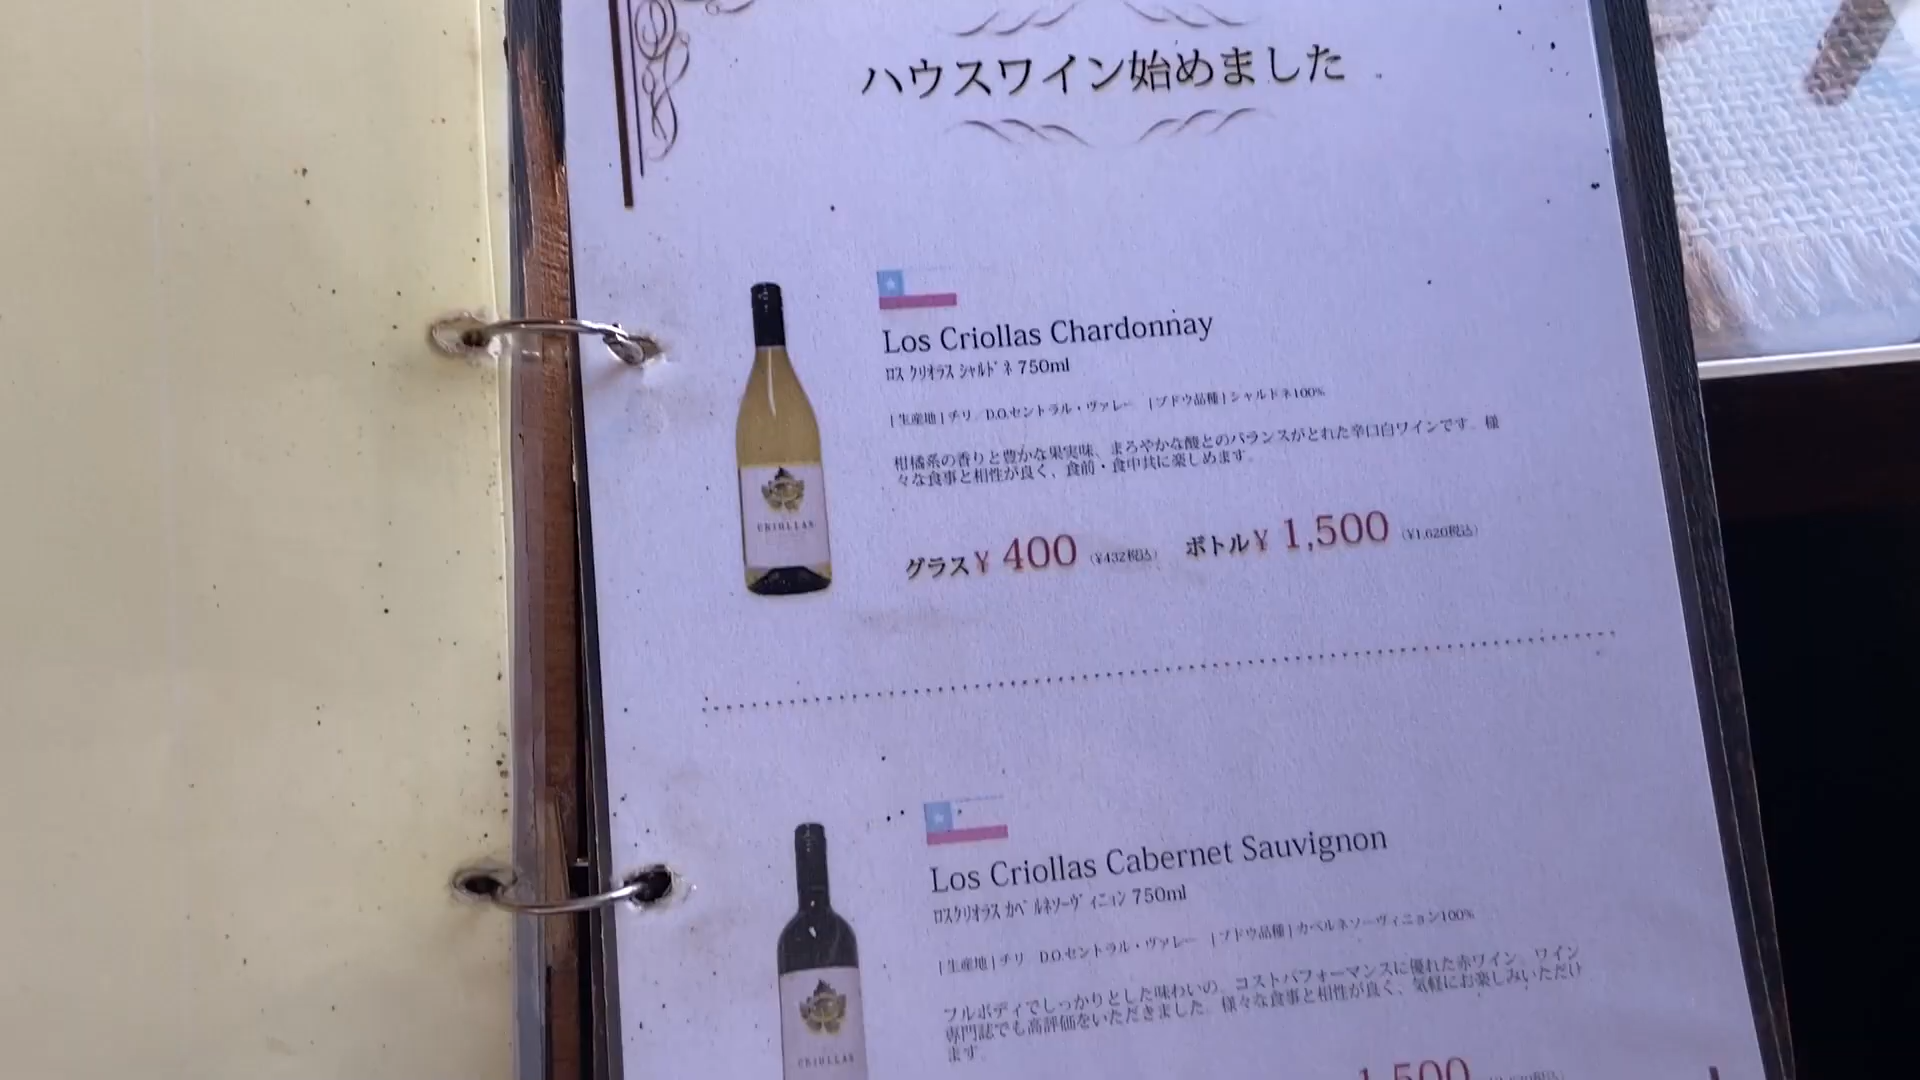 ハウスワイン始めました
Los Criollas Chardonnay
ﾛｽ ｸﾘｵﾗｽ ｼｬﾙﾄﾞﾈ 750ml
[生産地] チリ D.O.セントラル・ヴァレー [ブドウ品種] シャルドネ100%
柑橘系の香りと豊かな果実味、まろやかな酸とのバランスがとれた辛口白ワインです。様
々な食事と相性が良く、食前・食中共に楽しめます。
グラス¥ 400 (¥432税込) ボトル¥ 1,500 (¥1,620税込)
CRIOLLAS
Los Criollas Cabernet Sauvignon
ﾛｽｸﾘｵﾗｽ ｶﾍﾞﾙﾈｿｰｳﾞｨﾆｮﾝ 750ml
[生産地] チリ D.O.セントラル・ヴァレー [ブドウ品種] カベルネソーヴィニョン100%
フルボディでしっかりとした味わいの、コストパフォーマンスに優れた赤ワイン。ワイン
専門誌でも高評価をいただきました。様々な食事と相性が良く、気軽にお楽しみいただけ
ます。
CRIOLLAS
1,500